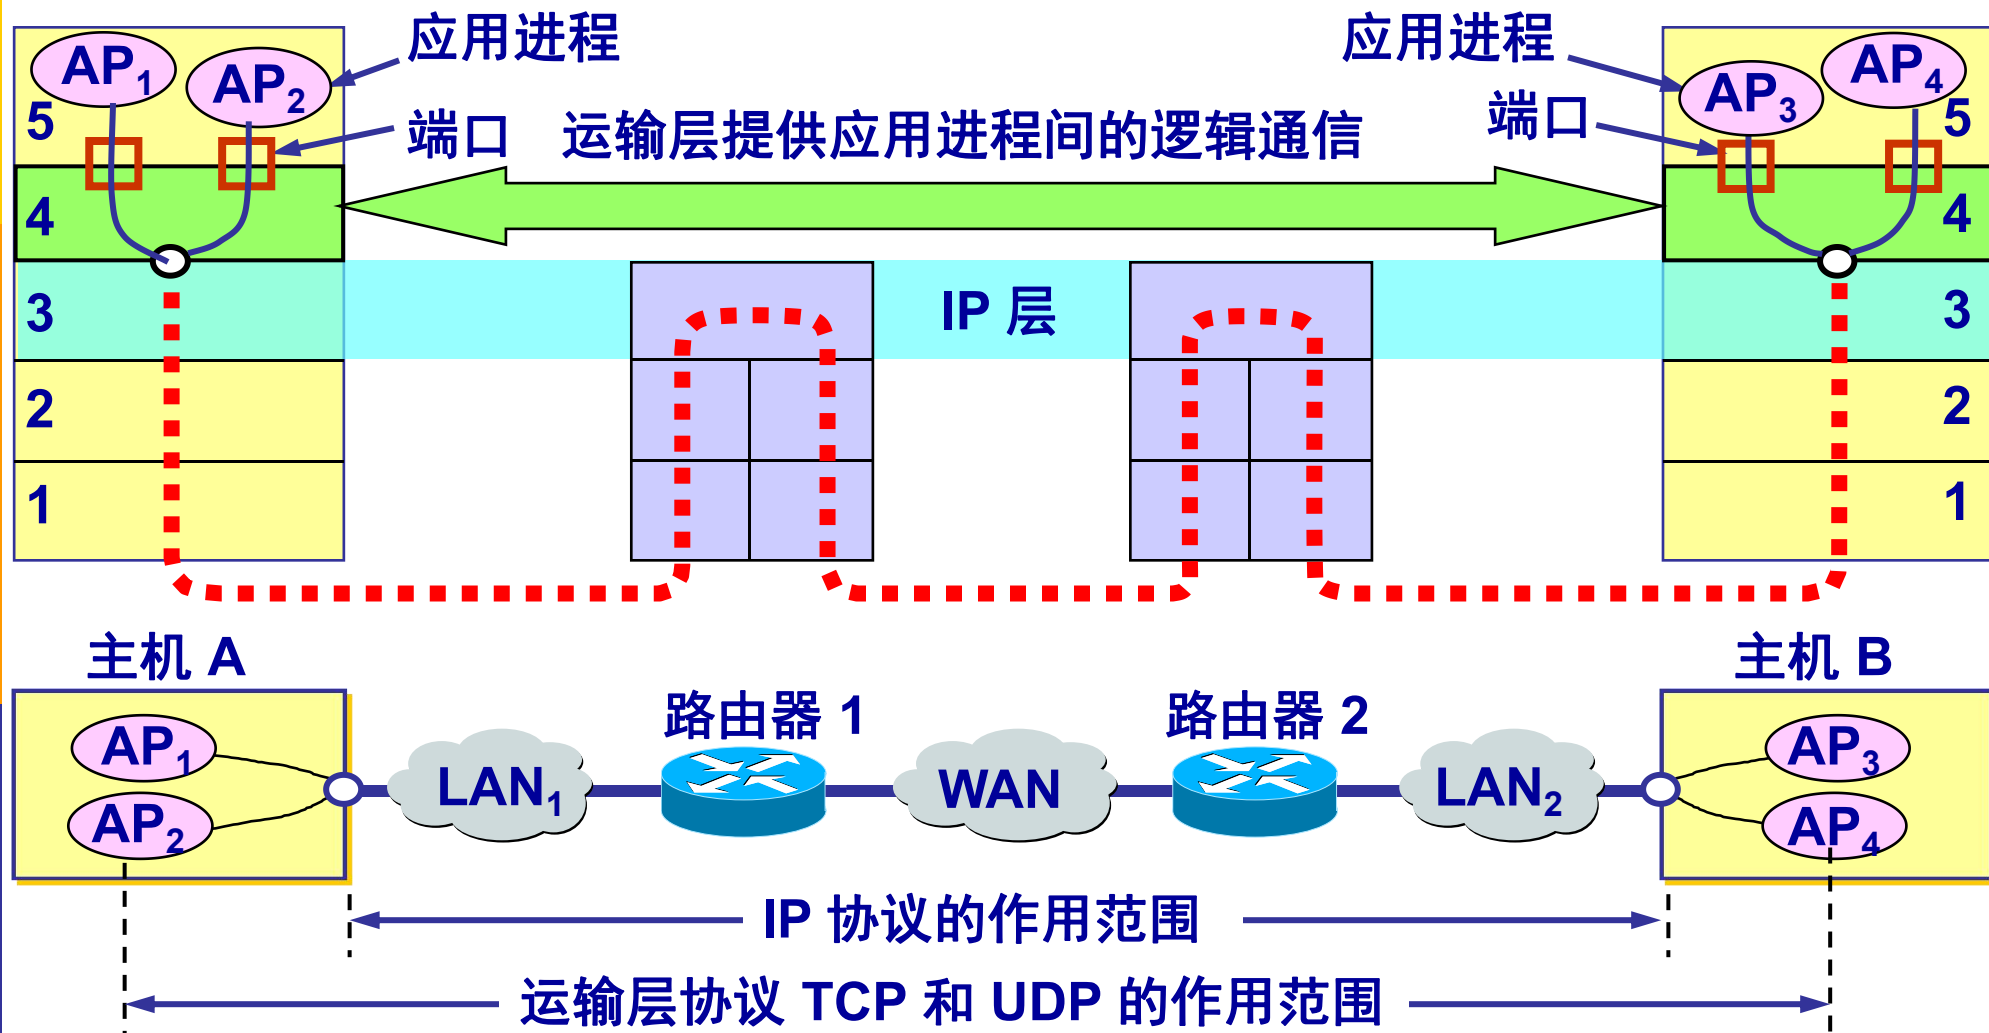 应用进程
应用进程
AP1
AP2
AP3
AP4
5
端口
运输层提供应用进程间的逻辑通信
端口
5
4
4
3
IP 层
3
2
2
1
1
主机 A
主机 B
路由器 1
路由器 2
AP1
AP2
LAN1
WAN
LAN2
AP3
AP4
IP 协议的作用范围
运输层协议 TCP 和 UDP 的作用范围